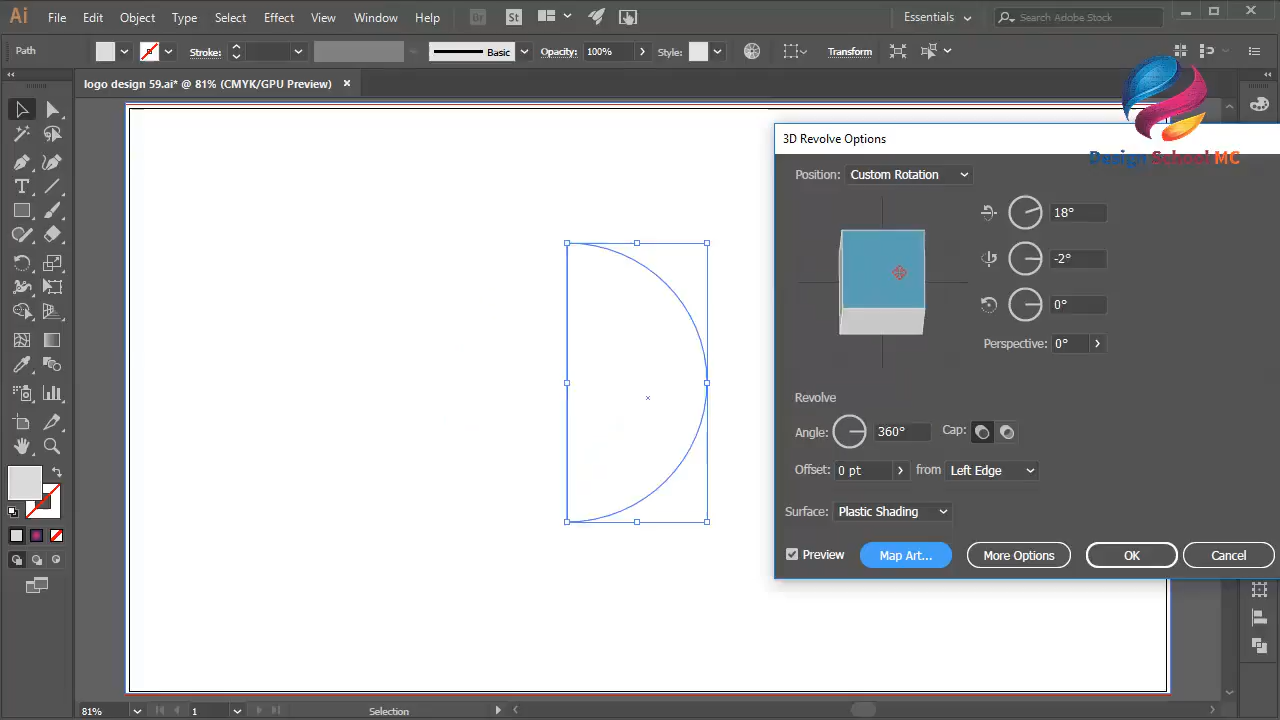 Ai File Edit Object Type Select Effect View Window Help Br St Essentials Search Adobe Stock
Path Stroke: Basic Opacity: 100% Style: Transform
logo design 59.ai* @ 81% (CMYK/GPU Preview)
Design School MC
3D Revolve Options
Position: Custom Rotation
18°
-2°
0°
Perspective: 0°
Revolve
Angle: 360° Cap:
Offset: 0 pt from Left Edge
Surface: Plastic Shading
Preview Map Art... More Options OK Cancel
81% 1 Selection